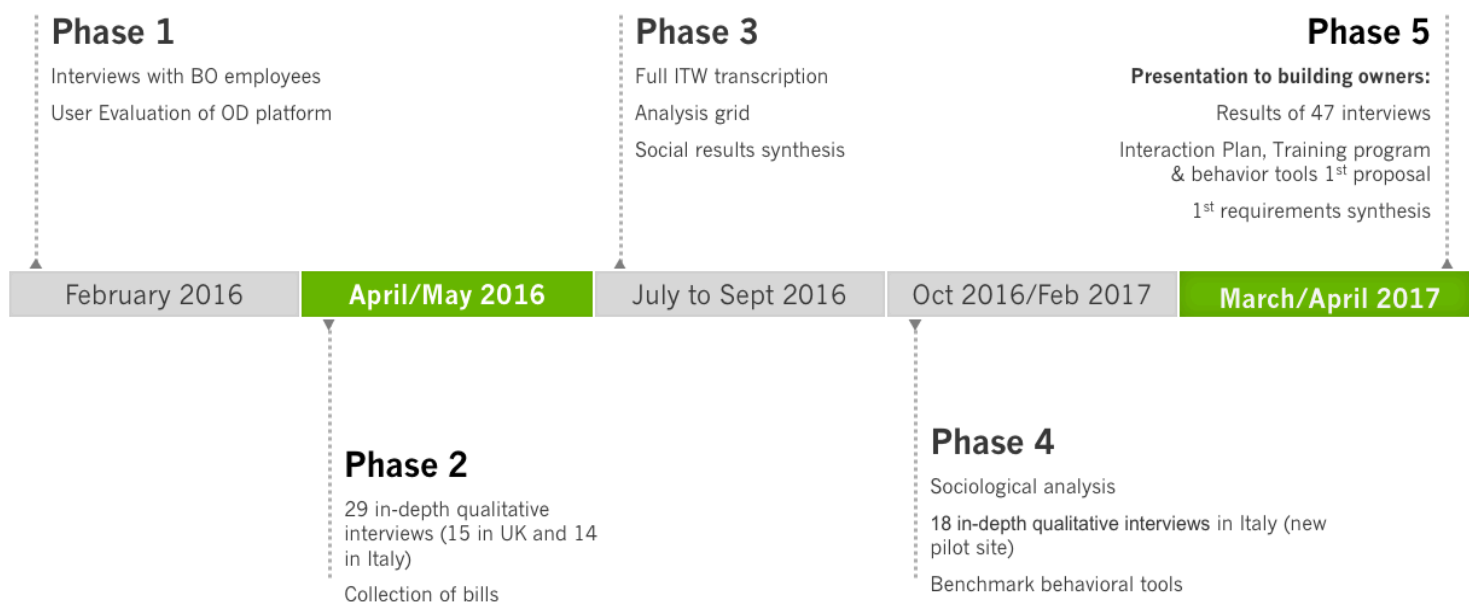 Phase 1
Interviews with BO employees
User Evaluation of OD platform
Phase 3
Full ITW transcription
Analysis grid
Social results synthesis
Phase 5
Presentation to building owners:
Results of 47 interviews
Interaction Plan, Training program
& behavior tools 1st proposal
1st requirements synthesis
February 2016
April/May 2016
July to Sept 2016
Oct 2016/Feb 2017
March/April 2017
Phase 2
29 in-depth qualitative
interviews (15 in UK and 14
in Italy)
Collection of bills
Phase 4
Sociological analysis
18 in-depth qualitative interviews in Italy (new
pilot site)
Benchmark behavioral tools